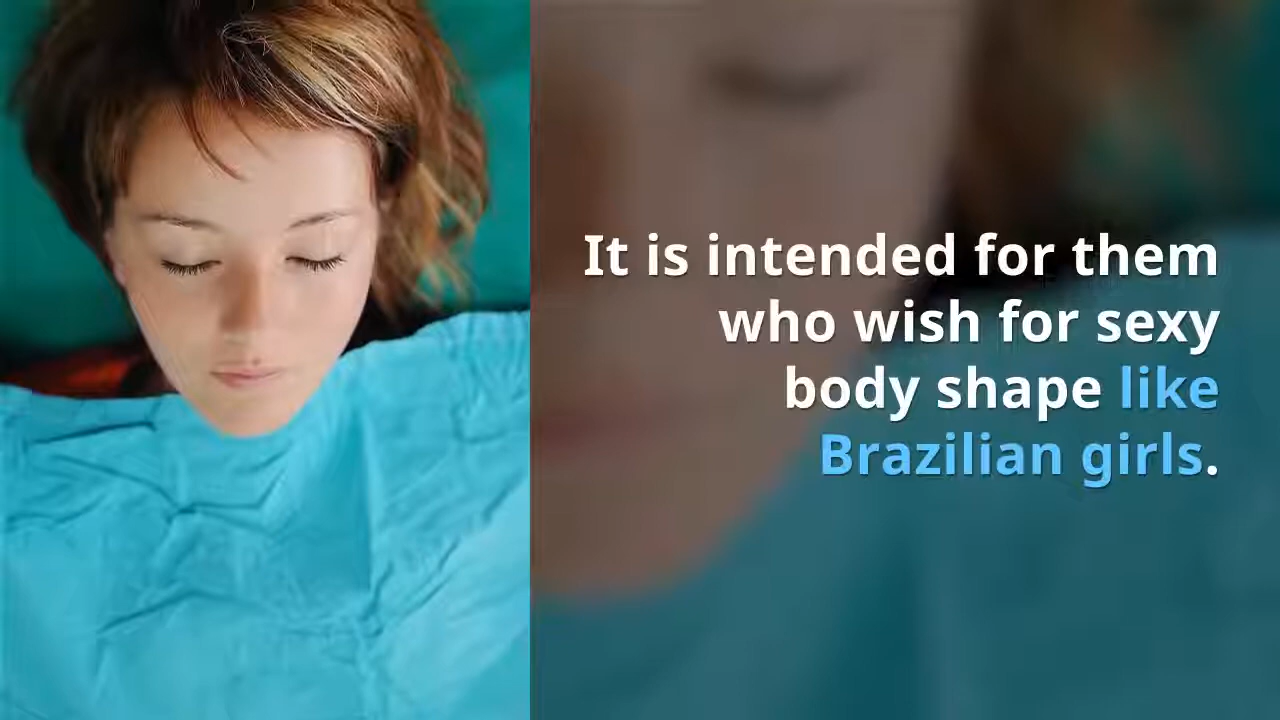 It is intended for them
who wish for sexy
body shape like
Brazilian girls.